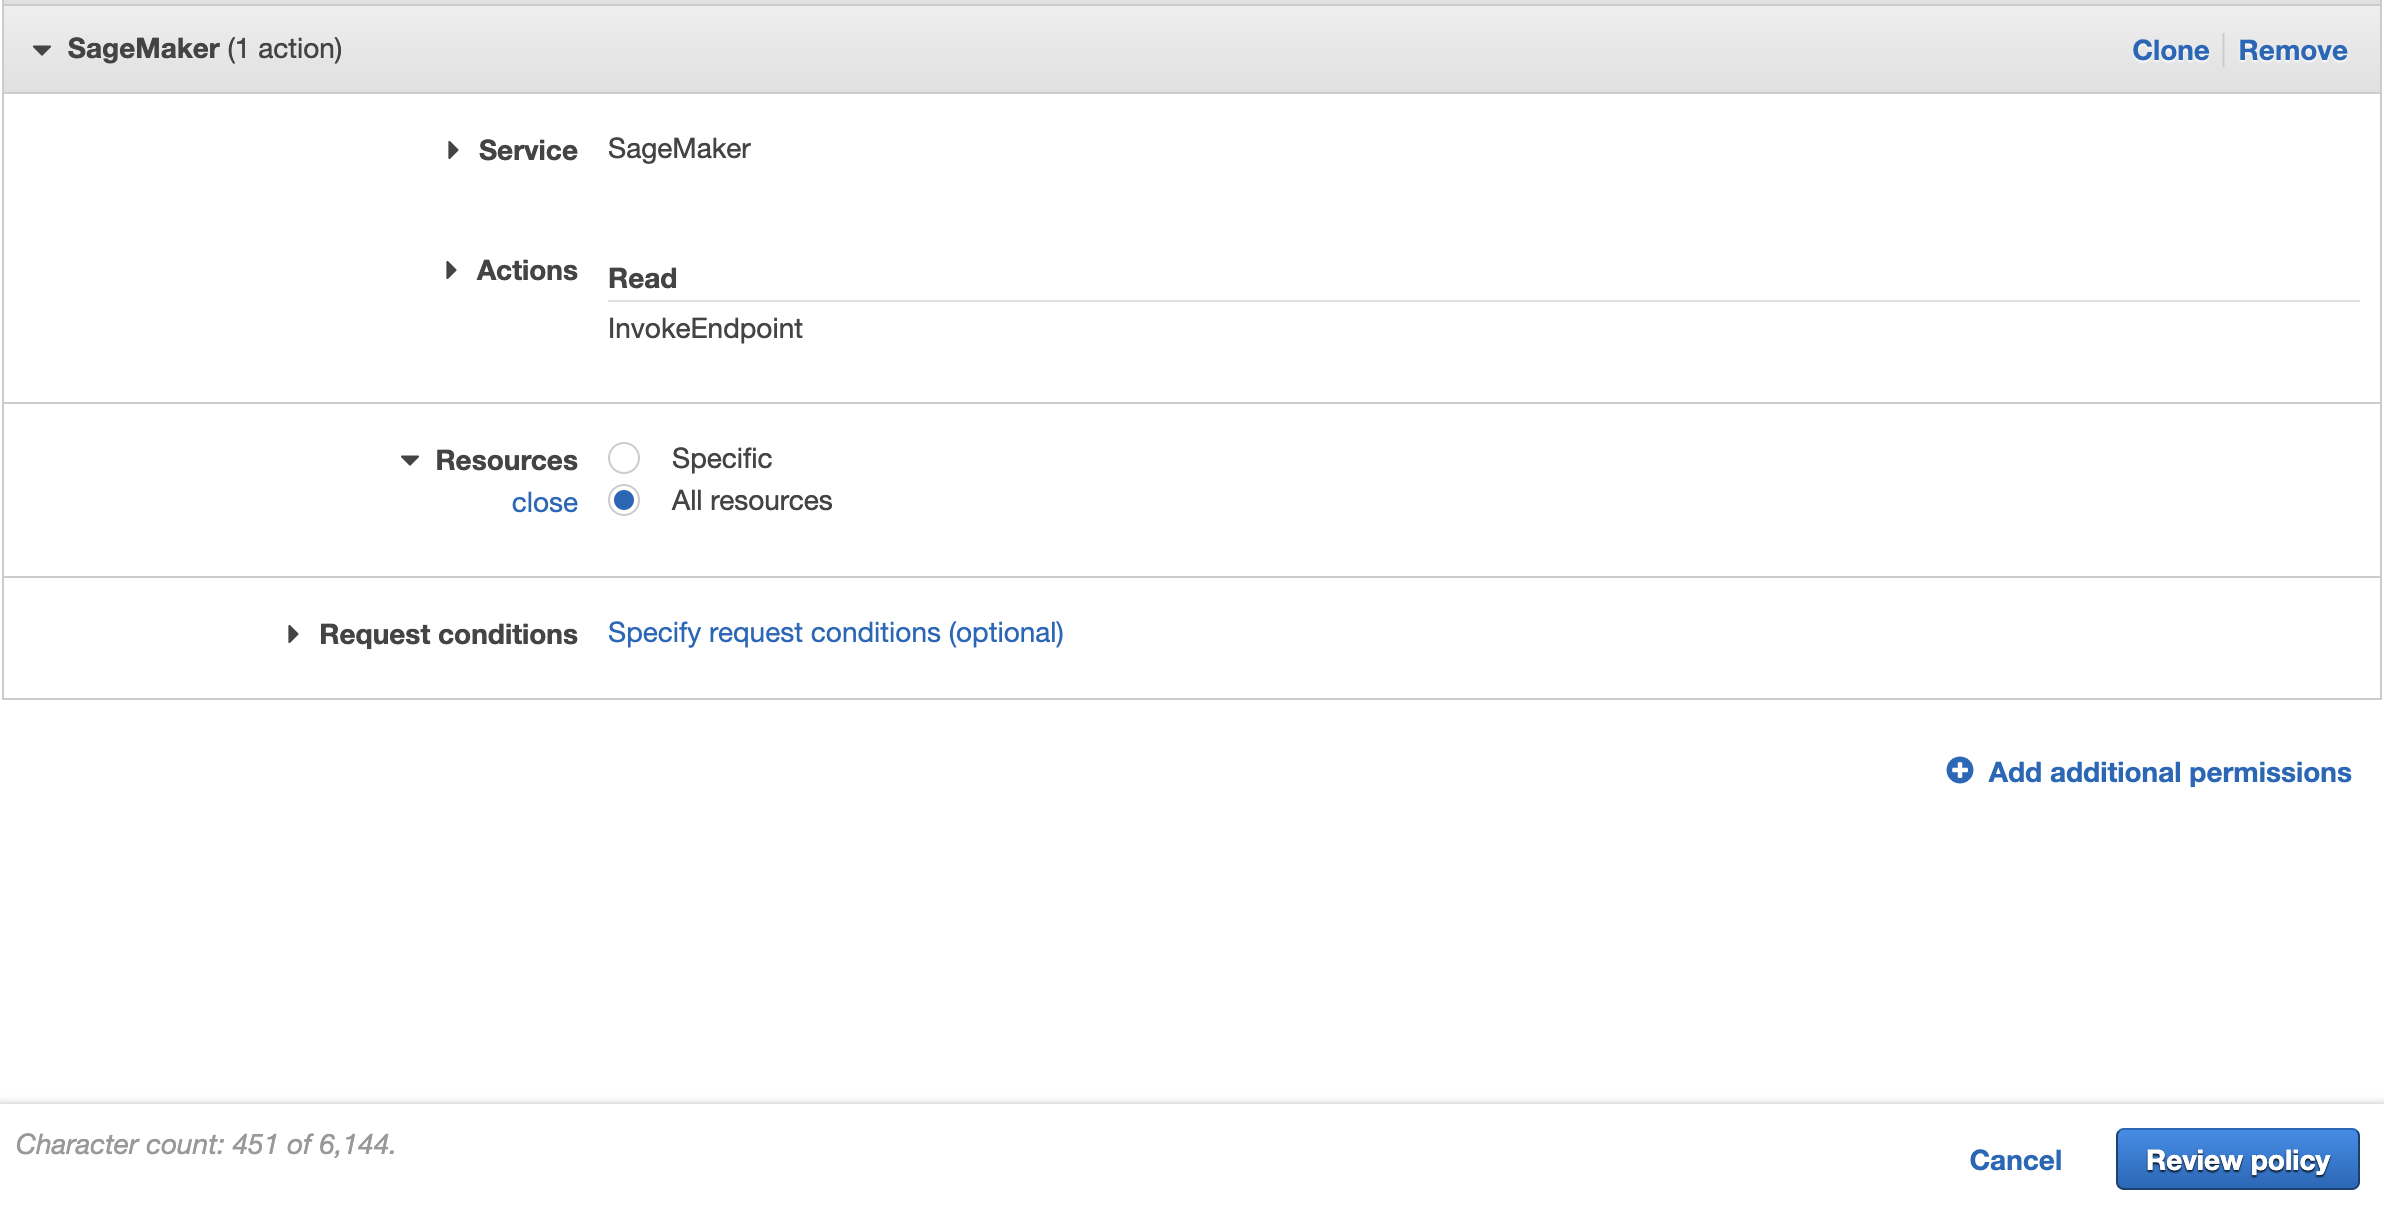 SageMaker (1 action) Clone Remove
Service SageMaker
Actions Read
InvokeEndpoint
Resources Specific
close All resources
Request conditions Specify request conditions (optional)
Add additional permissions
Character count: 451 of 6,144.
Cancel Review policy